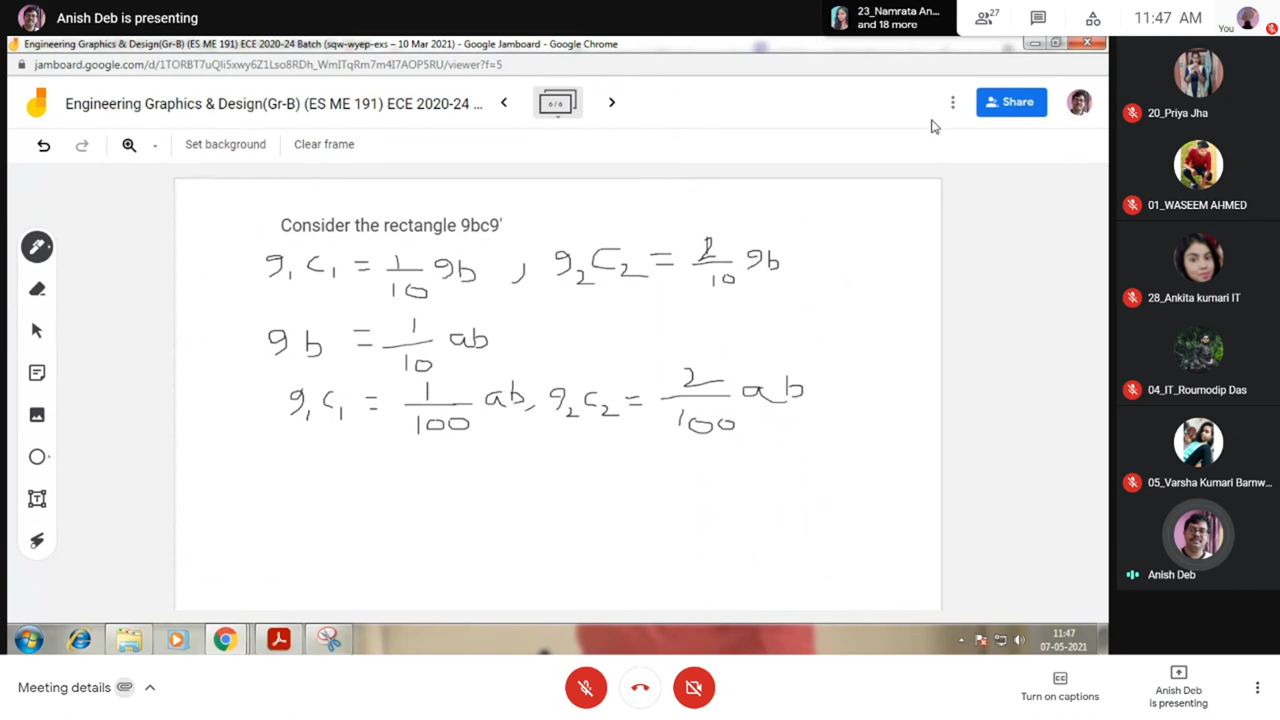 Anish Deb is presenting
23_Namrata An...
and 18 more
27
11:47 AM
You
Engineering Graphics & Design(Gr-B) (ES ME 191) ECE 2020-24 Batch (sqw-wyep-exs – 10 Mar 2021) - Google Jamboard - Google Chrome
jamboard.google.com/d/1TORBT7uQli5xwy6Z1Lso8RDh_WmITqRm7m4I7AOP5RU/viewer?f=5
Engineering Graphics & Design(Gr-B) (ES ME 191) ECE 2020-24 ...
6/6
Share
Set background
Clear frame
Consider the rectangle 9bc9'
9₁C₁ = 1/10 9b , 9₂C₂ = 2/10 9b
9b = 1/10 ab
9₁C₁ = 1/100 ab, 9₂C₂ = 2/100 ab
20_Priya Jha
01_WASEEM AHMED
28_Ankita kumari IT
04_IT_Roumodip Das
05_Varsha Kumari Barnw...
Anish Deb
11:47
07-05-2021
Meeting details
Turn on captions
Anish Deb
is presenting